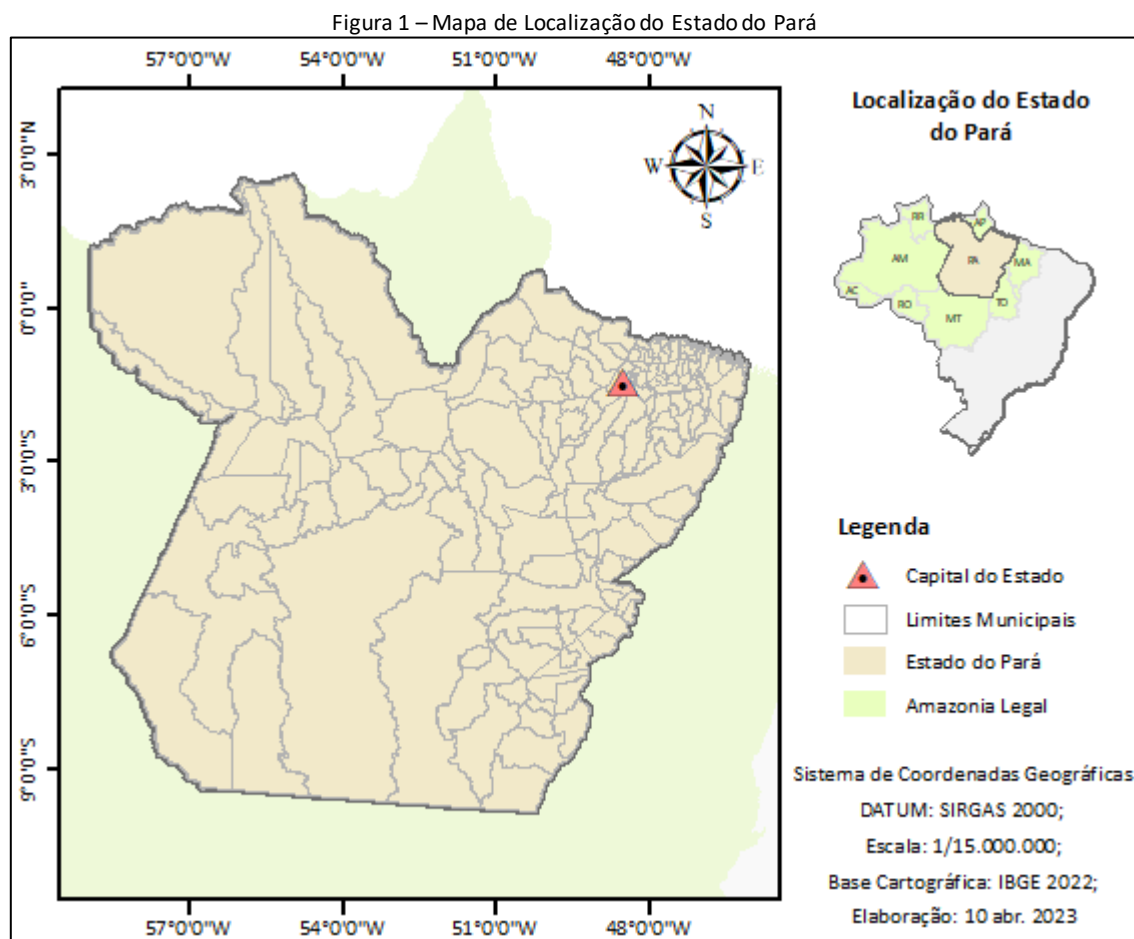 Figura 1 – Mapa de Localização do Estado do Pará
57°0'0"W 54°0'0"W 51°0'0"W 48°0'0"W
3°0'0"N
0°0'0"
3°0'0"S
6°0'0"S
9°0'0"S
57°0'0"W 54°0'0"W 51°0'0"W 48°0'0"W
N
W E
S
Localização do Estado
do Pará
RR
AP
AM
PA
MA
AC
RO
TO
MT
Legenda
Capital do Estado
Limites Municipais
Estado do Pará
Amazonia Legal
Sistema de Coordenadas Geográficas
DATUM: SIRGAS 2000;
Escala: 1/15.000.000;
Base Cartográfica: IBGE 2022;
Elaboração: 10 abr. 2023